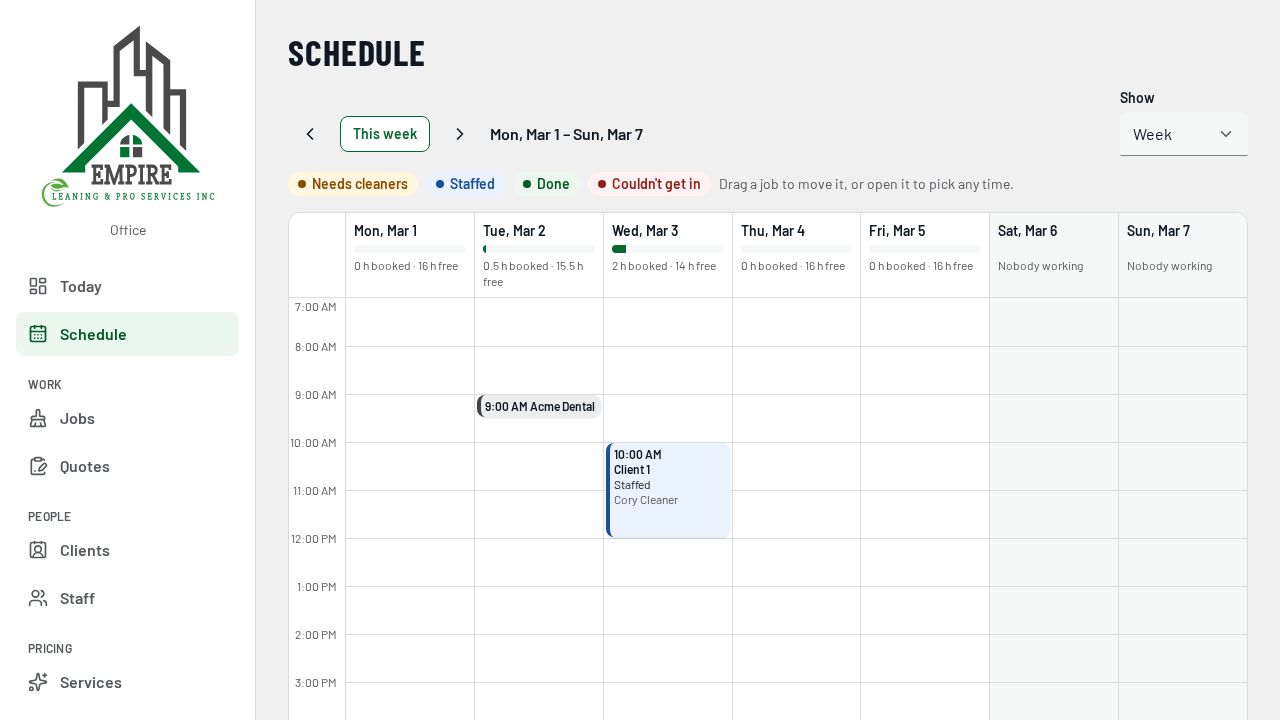 EMPIRE
LEANING & PRO SERVICES INC
Office
Today
Schedule
WORK
Jobs
Quotes
PEOPLE
Clients
Staff
PRICING
Services
SCHEDULE
This week
Mon, Mar 1 – Sun, Mar 7
Show
Week
Needs cleaners
Staffed
Done
Couldn't get in
Drag a job to move it, or open it to pick any time.
Mon, Mar 1
0 h booked · 16 h free
Tue, Mar 2
0.5 h booked · 15.5 h
free
Wed, Mar 3
2 h booked · 14 h free
Thu, Mar 4
0 h booked · 16 h free
Fri, Mar 5
0 h booked · 16 h free
Sat, Mar 6
Nobody working
Sun, Mar 7
Nobody working
7:00 AM
8:00 AM
9:00 AM
9:00 AM Acme Dental
10:00 AM
10:00 AM
Client 1
Staffed
Cory Cleaner
11:00 AM
12:00 PM
1:00 PM
2:00 PM
3:00 PM